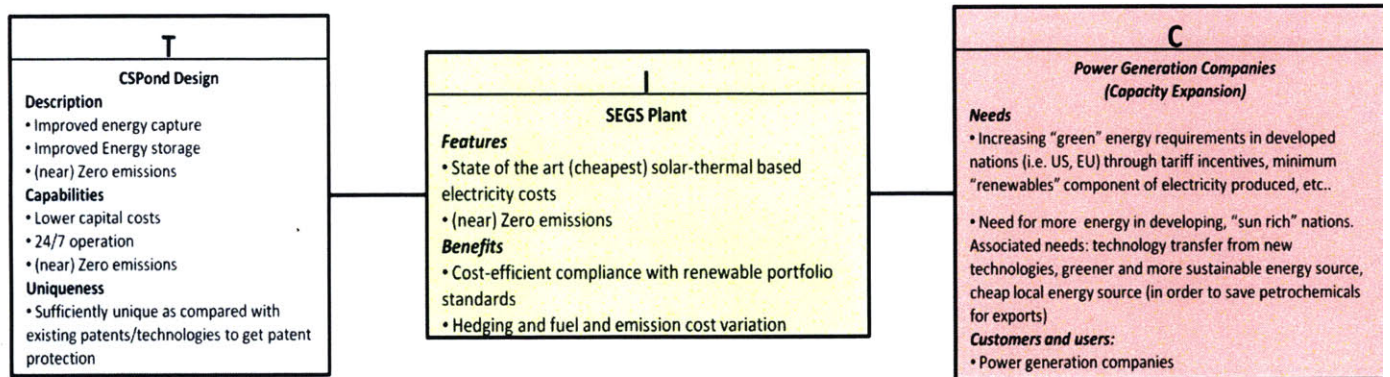 T
CSPond Design
Description
• Improved energy capture
• Improved Energy storage
• (near) Zero emissions
Capabilities
• Lower capital costs
• 24/7 operation
• (near) Zero emissions
Uniqueness
• Sufficiently unique as compared with
existing patents/technologies to get patent
protection
I
SEGS Plant
Features
• State of the art (cheapest) solar-thermal based
electricity costs
• (near) Zero emissions
Benefits
• Cost-efficient compliance with renewable portfolio
standards
• Hedging and fuel and emission cost variation
C
Power Generation Companies
(Capacity Expansion)
Needs
• Increasing “green” energy requirements in developed
nations (i.e. US, EU) through tariff incentives, minimum
“renewables” component of electricity produced, etc..
• Need for more energy in developing, “sun rich” nations.
Associated needs: technology transfer from new
technologies, greener and more sustainable energy source,
cheap local energy source (in order to save petrochemicals
for exports)
Customers and users:
• Power generation companies